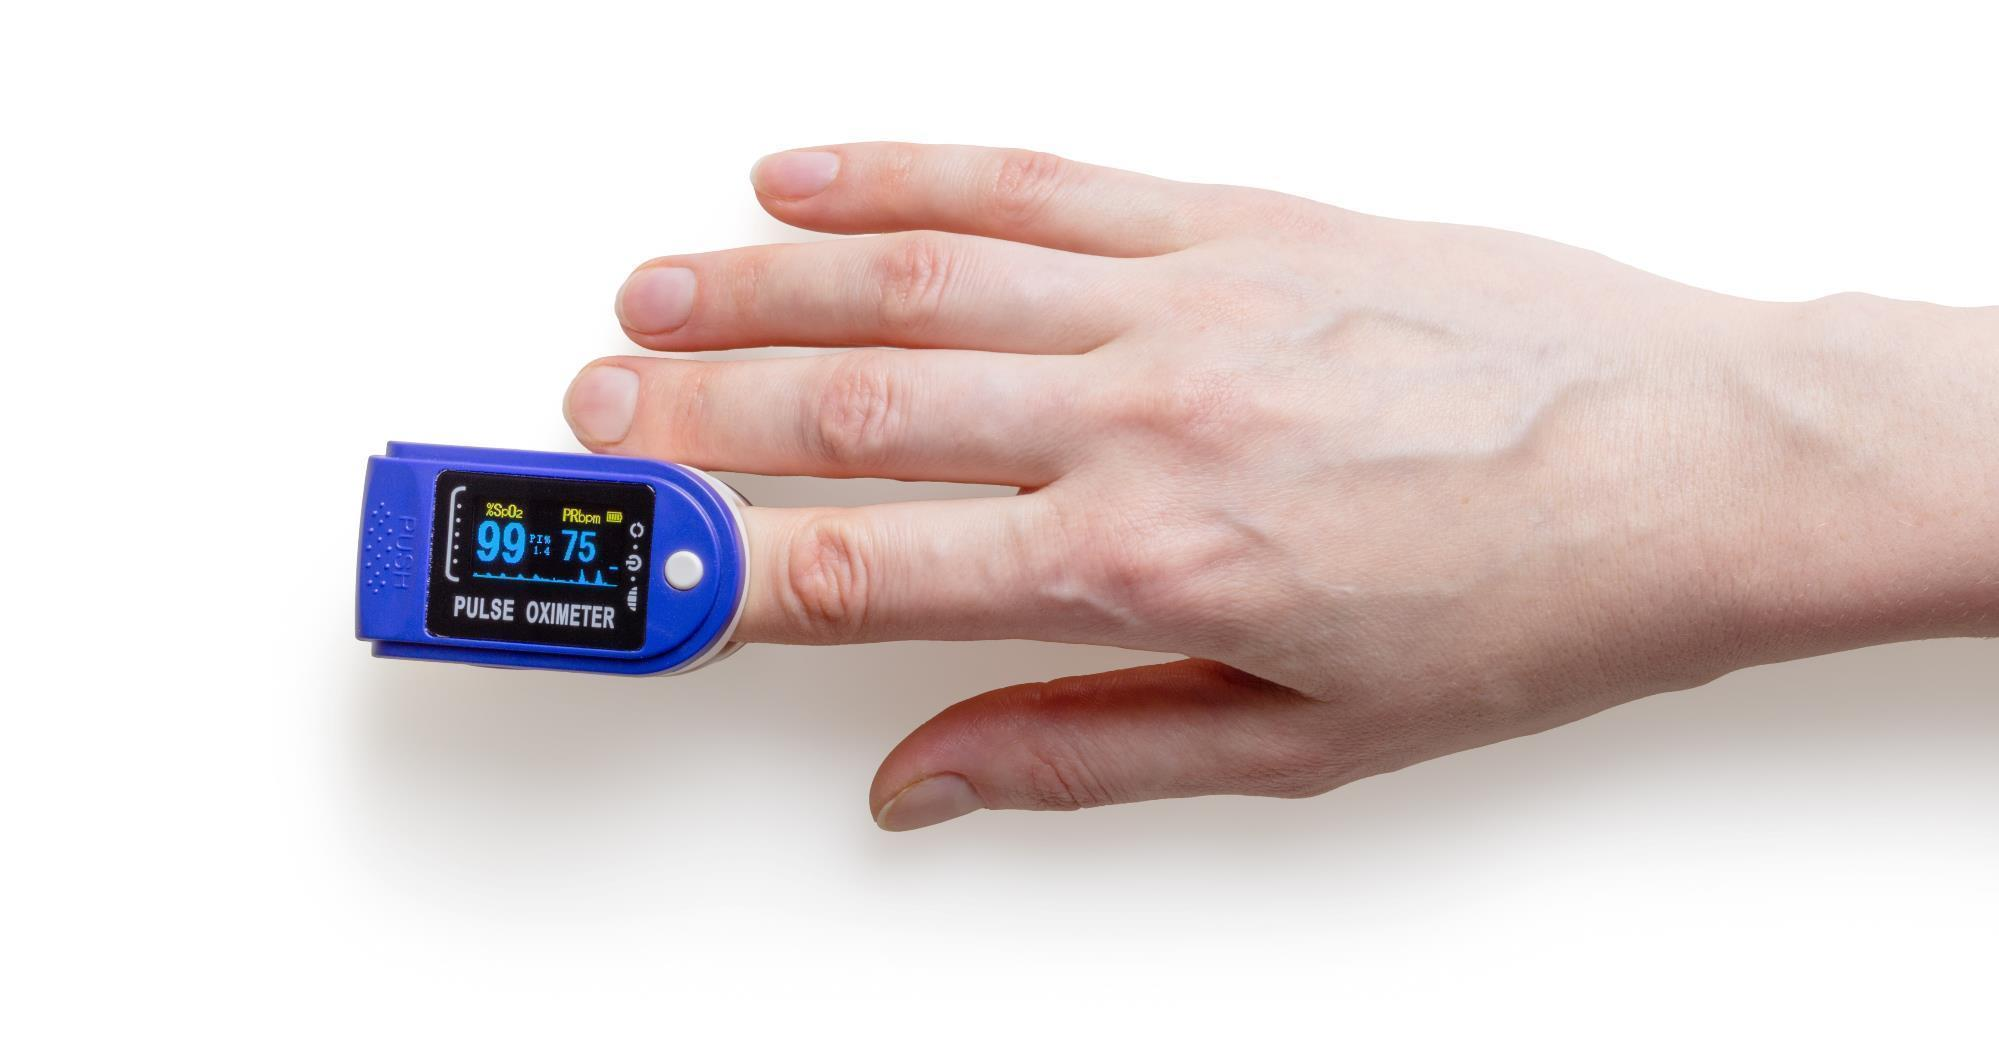 PUSH
%SpO₂ PRbpm
99 PI% 75
1.4
PULSE OXIMETER